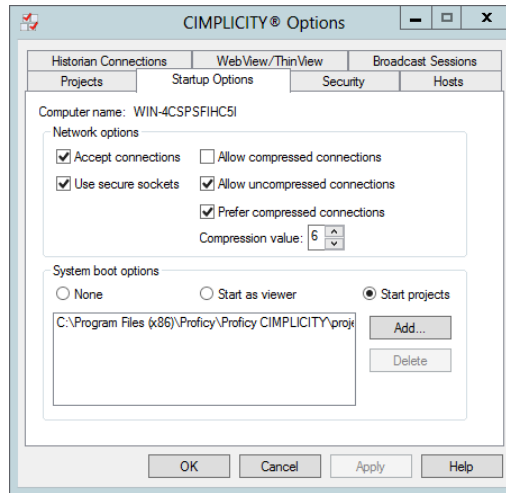 CIMPLICITY® Options
Historian Connections WebView/ThinView Broadcast Sessions
Projects Startup Options Security Hosts
Computer name: WIN-4CSPSFIHC5I
Network options
Accept connections Allow compressed connections
Use secure sockets Allow uncompressed connections
Prefer compressed connections
Compression value: 6
System boot options
None Start as viewer Start projects
C:\Program Files (x86)\Proficy\Proficy CIMPLICITY\proje
Add...
Delete
OK Cancel Apply Help